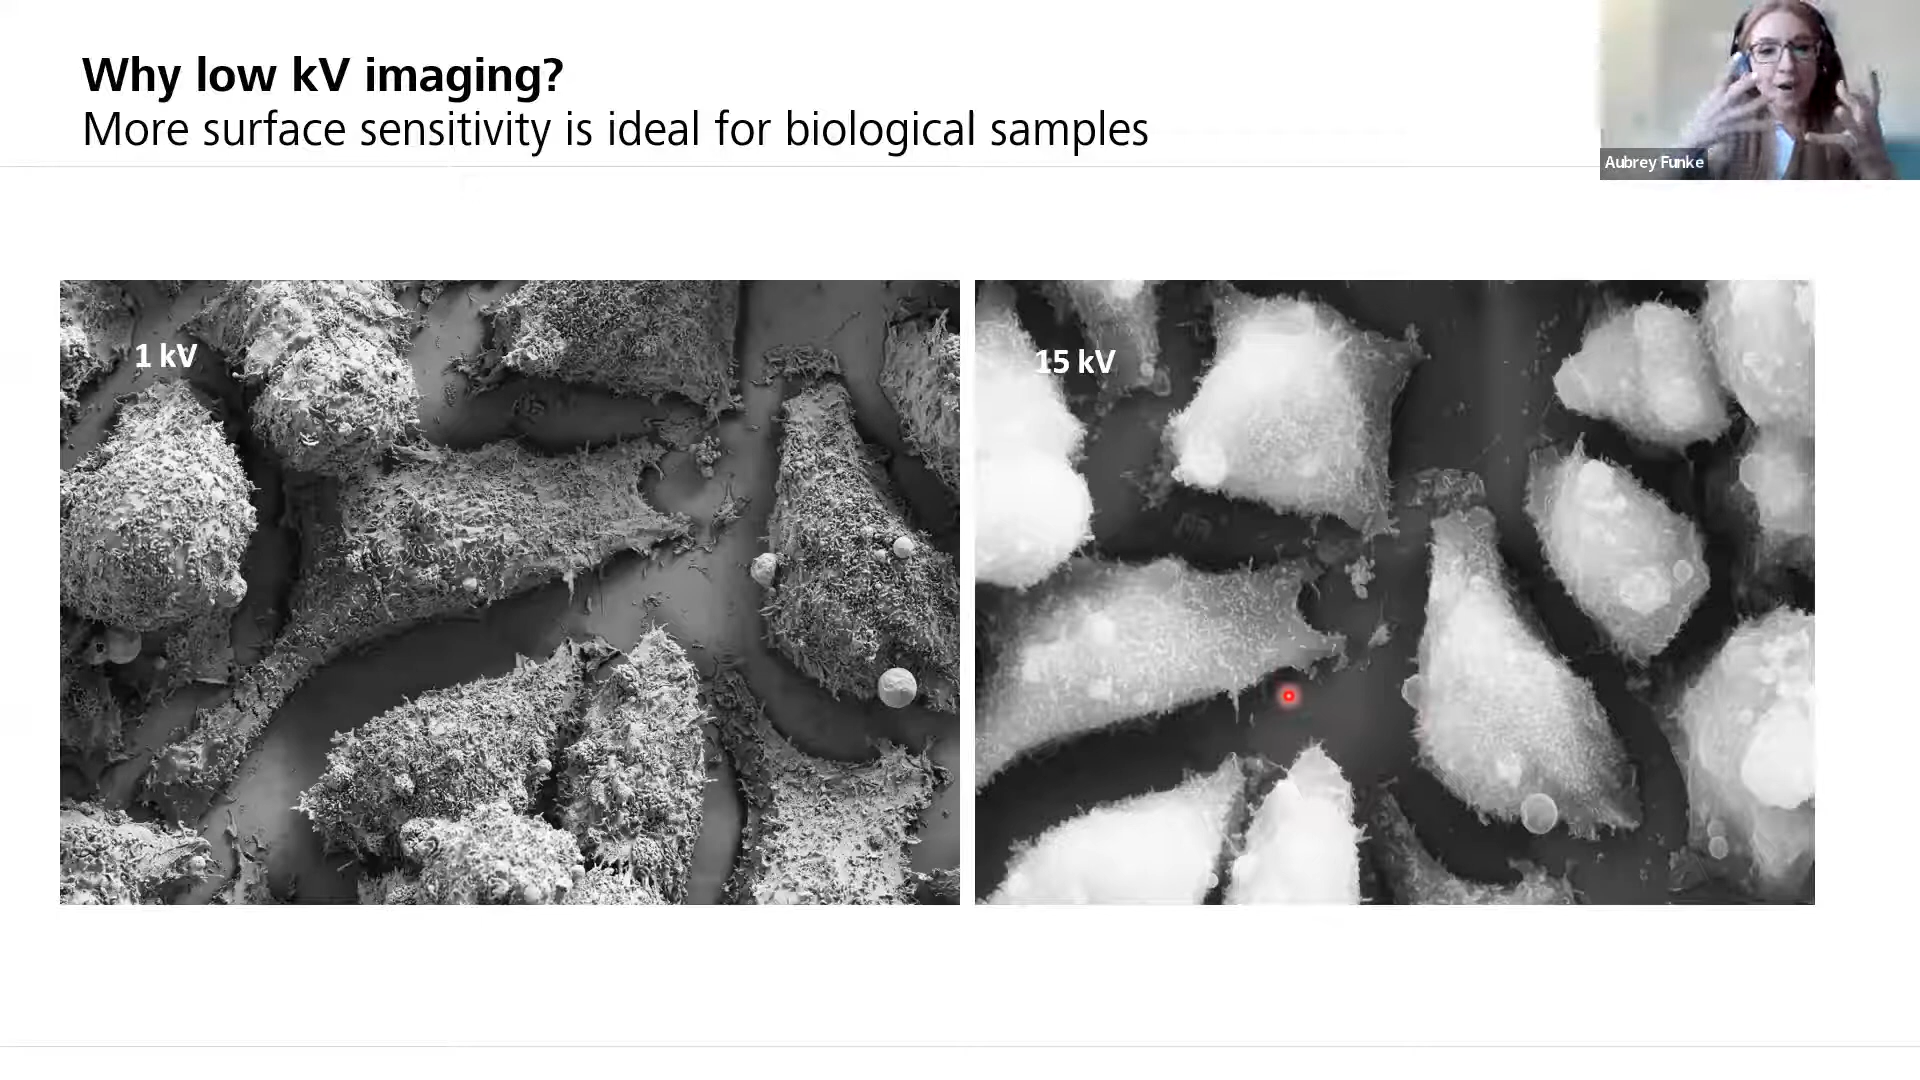 Why low kV imaging?
More surface sensitivity is ideal for biological samples
Aubrey Funke
1 kV
15 kV